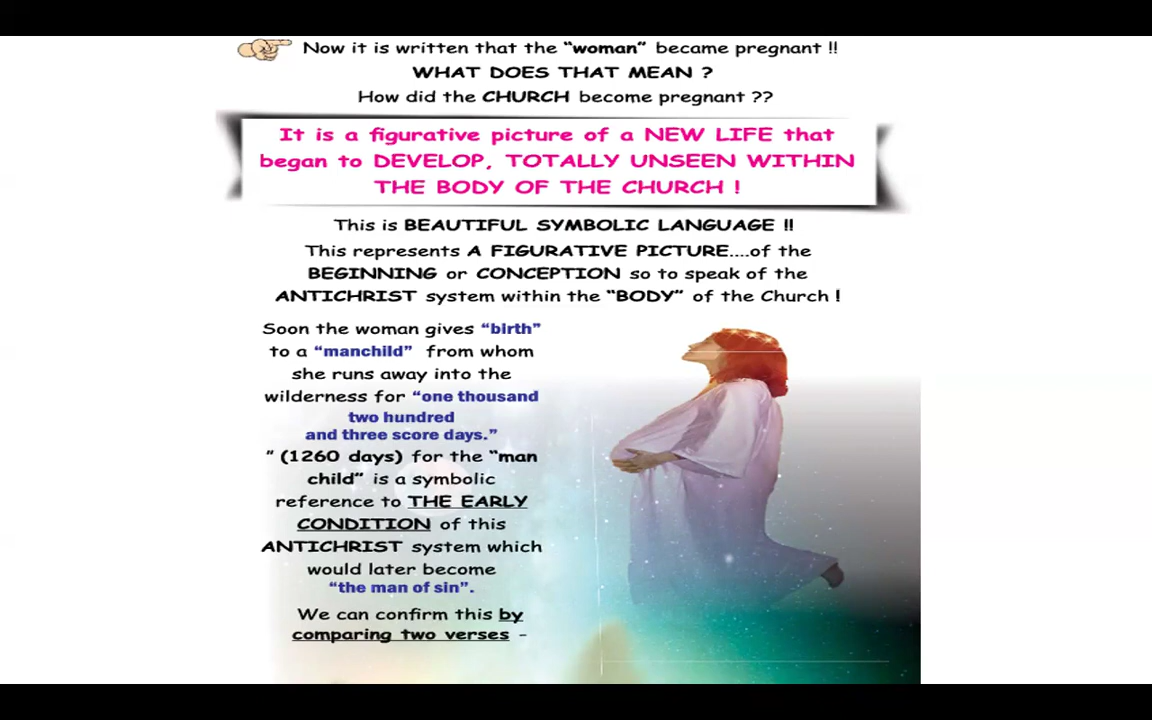 Now it is written that the “woman” became pregnant !!
WHAT DOES THAT MEAN ?
How did the CHURCH become pregnant ??
It is a figurative picture of a NEW LIFE that
began to DEVELOP, TOTALLY UNSEEN WITHIN
THE BODY OF THE CHURCH !
This is BEAUTIFUL SYMBOLIC LANGUAGE !!
This represents A FIGURATIVE PICTURE....of the
BEGINNING or CONCEPTION so to speak of the
ANTICHRIST system within the “BODY” of the Church !
Soon the woman gives “birth”
to a “manchild” from whom
she runs away into the
wilderness for “one thousand
two hundred
and three score days.”
” (1260 days) for the “man
child” is a symbolic
reference to THE EARLY
CONDITION of this
ANTICHRIST system which
would later become
“the man of sin”.
We can confirm this by
comparing two verses -